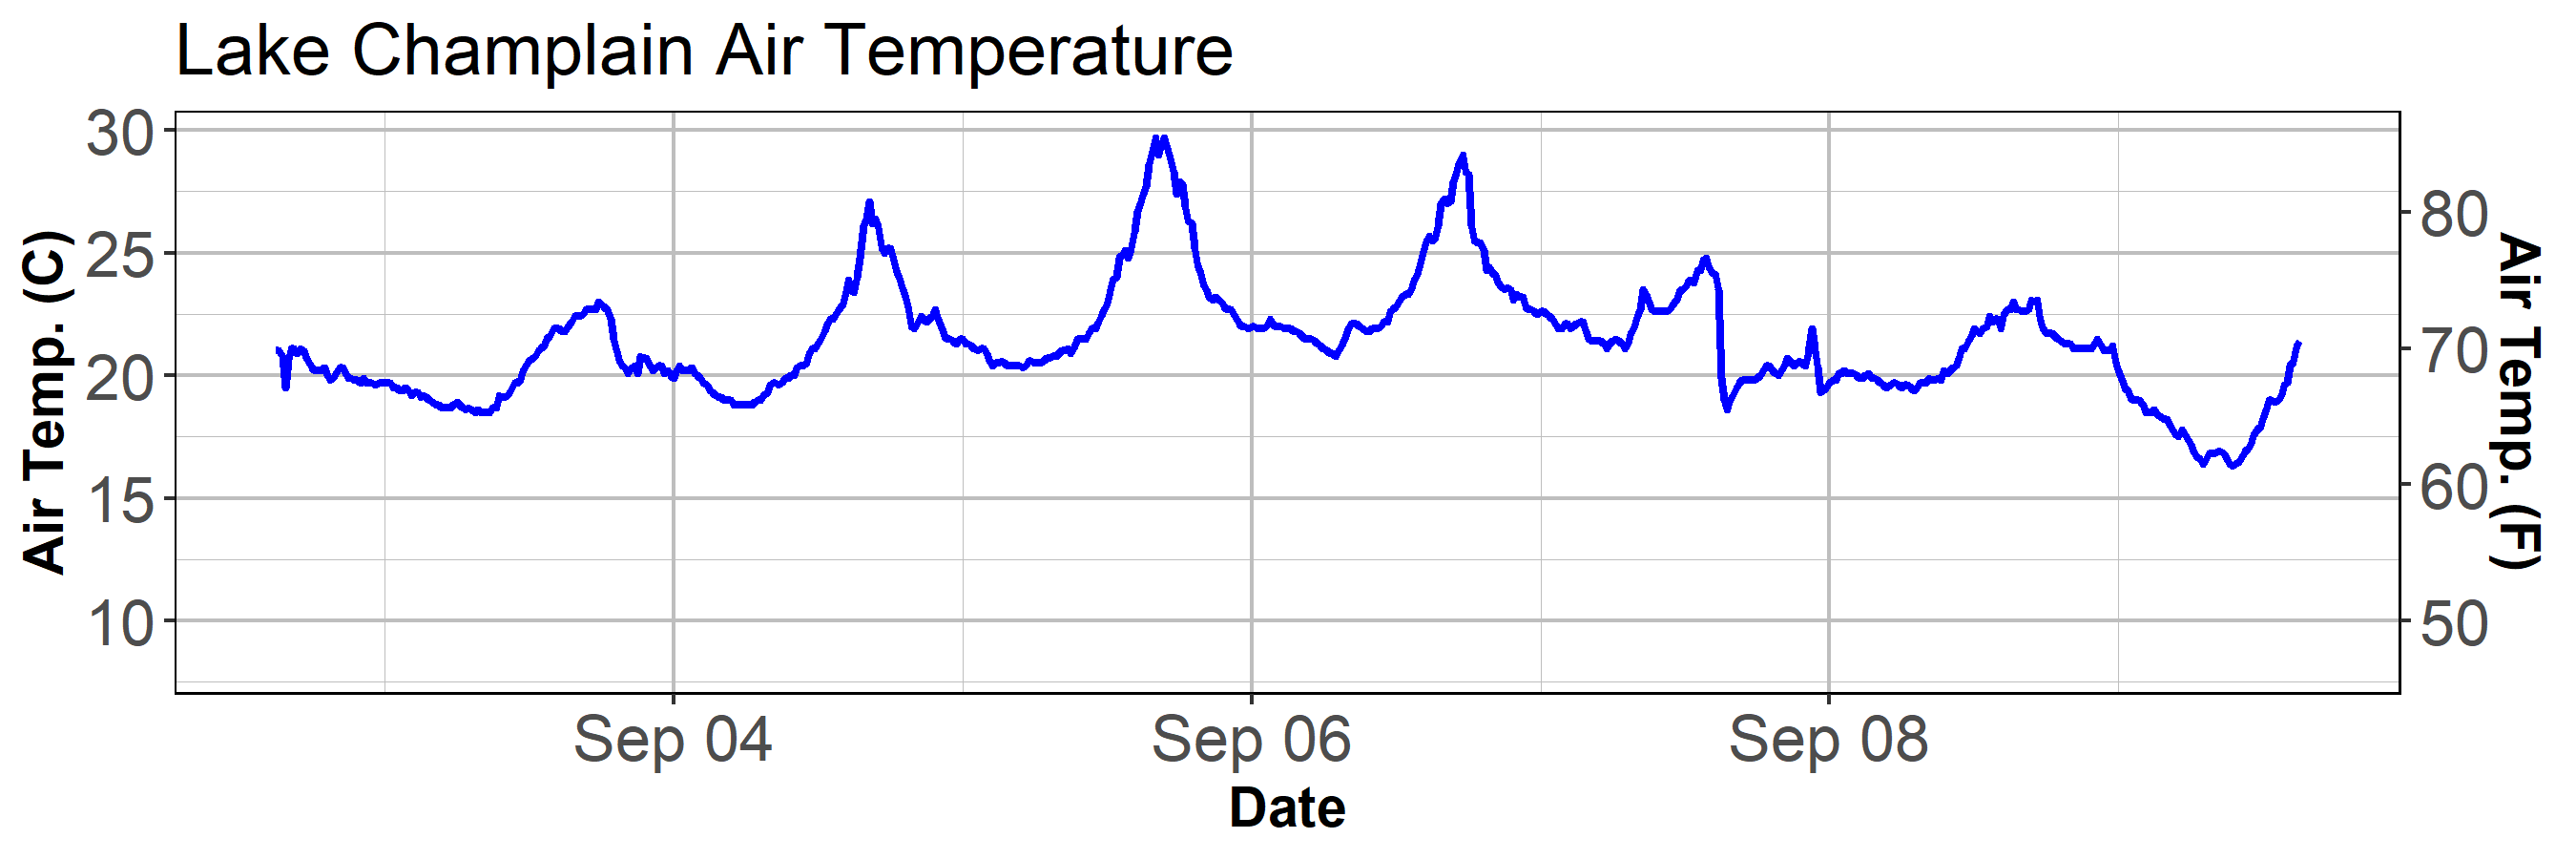 Lake Champlain Air Temperature
30
25
20
15
10
Air Temp. (C)
80
70
60
50
Air Temp. (F)
Sep 04
Sep 06
Sep 08
Date